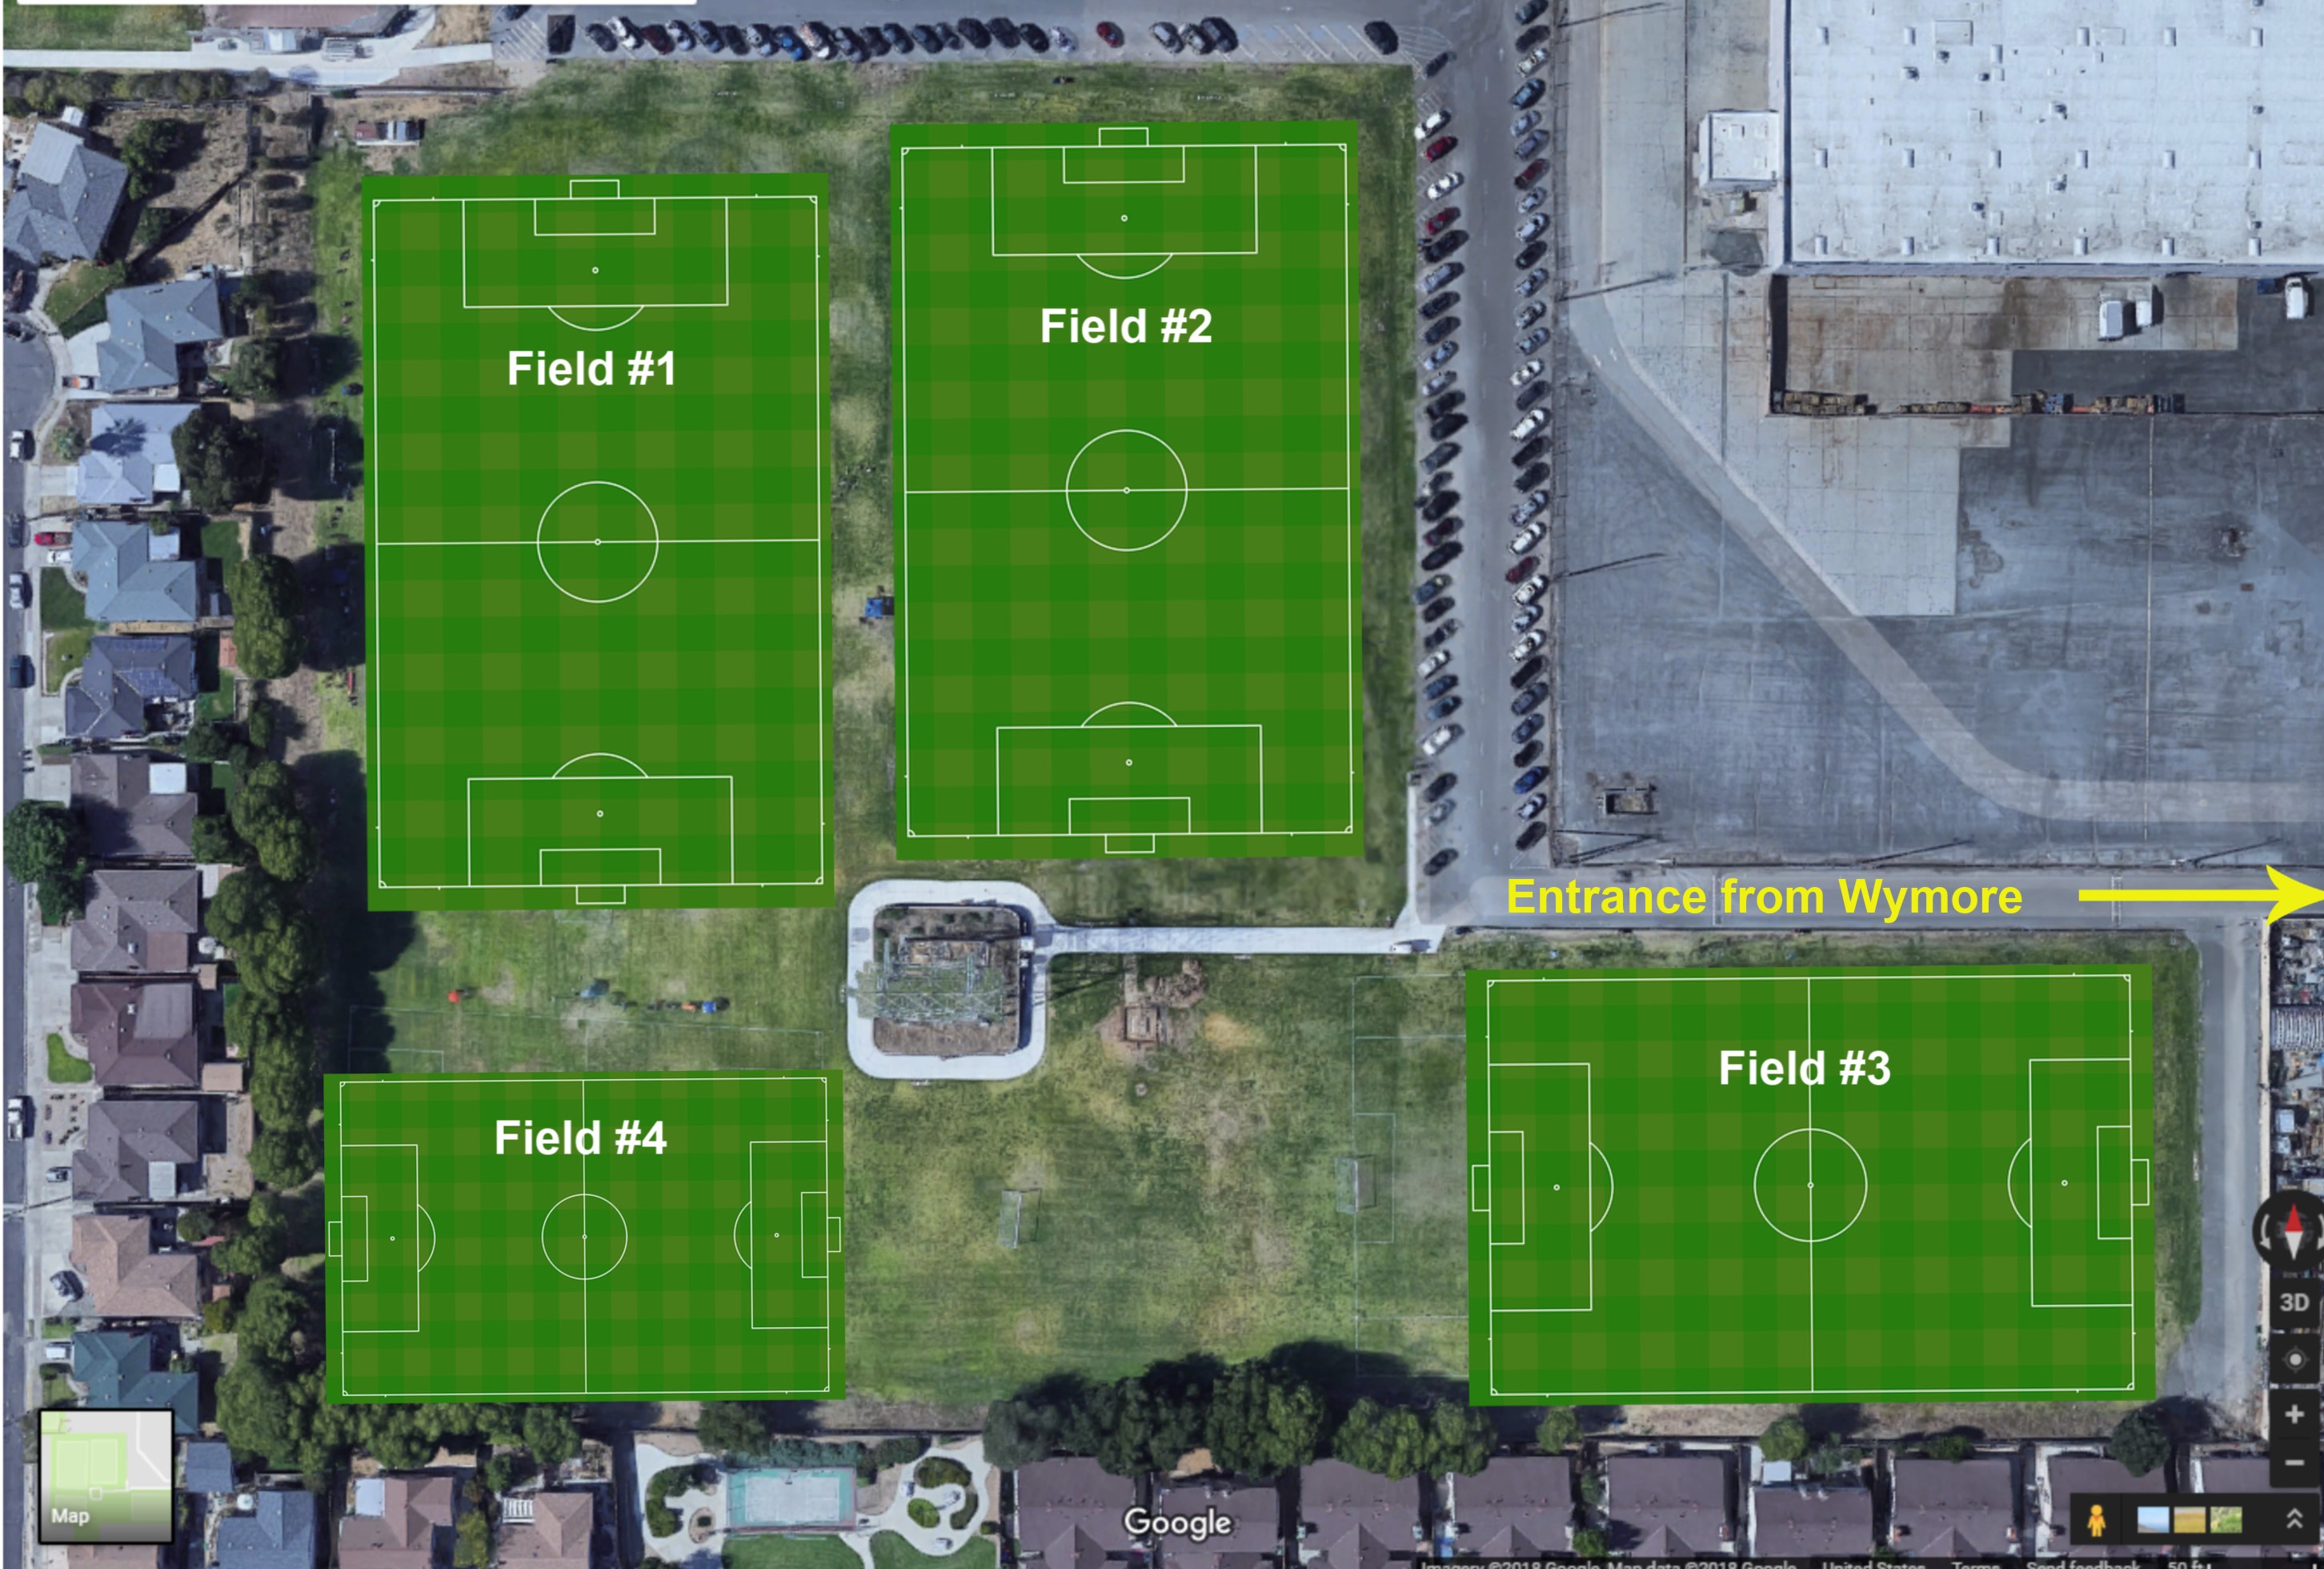 Field #2
Field #1
Entrance from Wymore
Field #3
Field #4
3D
Map
Google
Imagery ©2018 Google, Map data ©2018 Google United States Terms Send feedback 50 ft